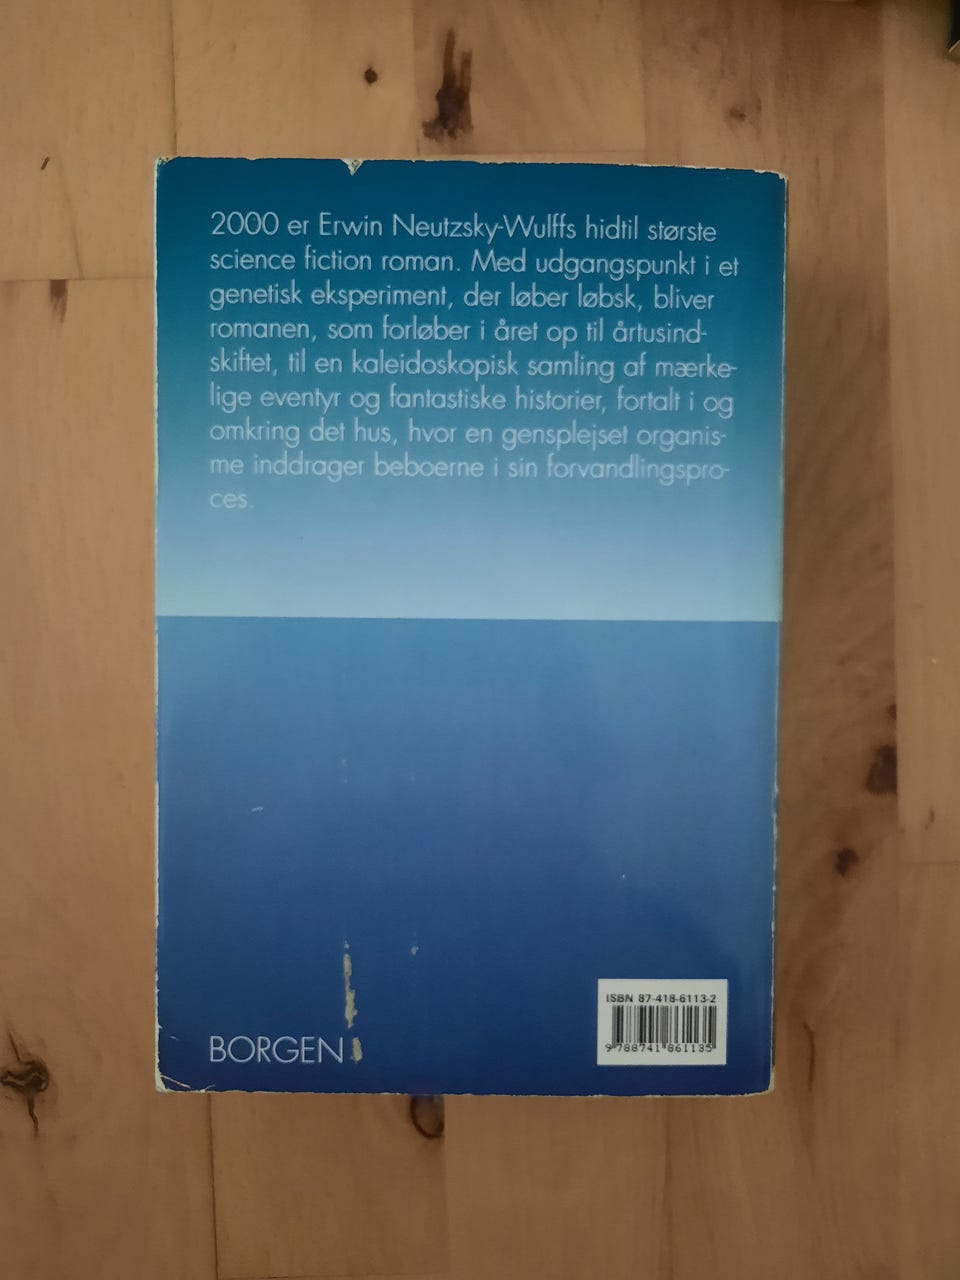 2000 er Erwin Neutzsky-Wulffs hidtil største
science fiction roman. Med udgangspunkt i et
genetisk eksperiment, der løber løbsk, bliver
romanen, som forløber i året op til årtusind-
skiftet, til en kaleidoskopisk samling af mærke-
lige eventyr og fantastiske historier, fortalt i og
omkring det hus, hvor en gensplejset organis-
me inddrager beboerne i sin forvandlingspro-
ces.
ISBN 87-418-6113-2
9 788741 861135
BORGEN